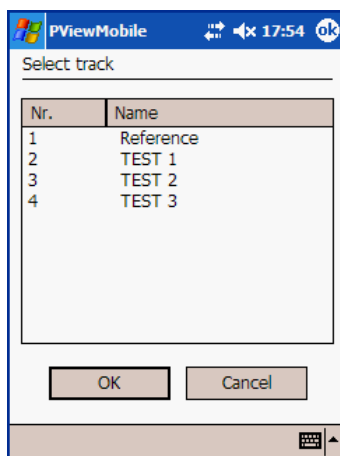 PViewMobile 17:54 ok
Select track
Nr. Name
1 Reference
2 TEST 1
3 TEST 2
4 TEST 3
OK Cancel